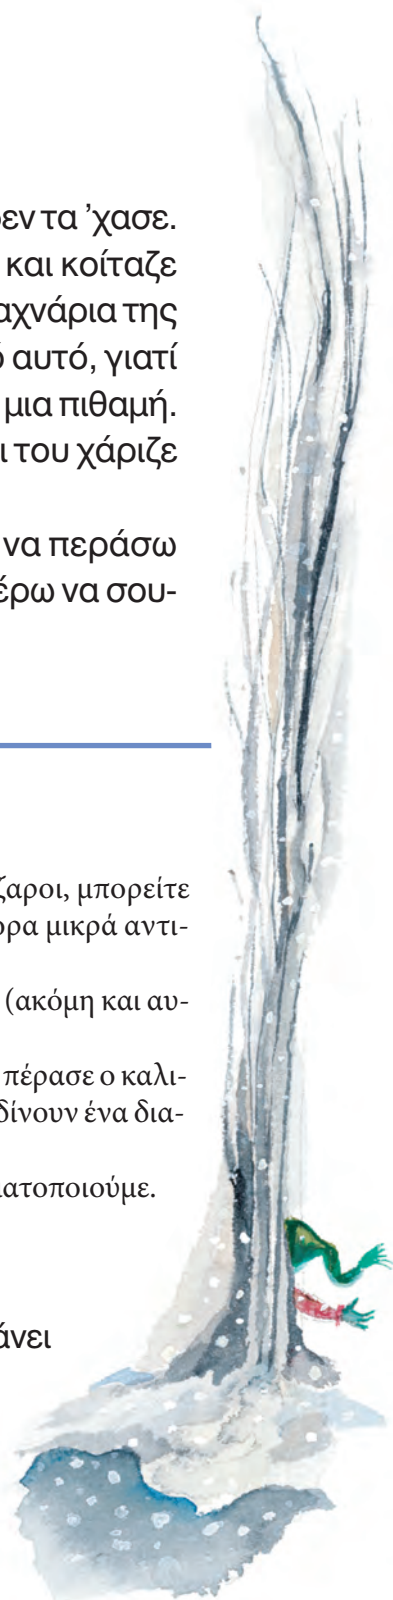 εν τα ’χασε.
και κοίταζε
αχνάρια της
αυτό, γιατί
μια πιθαμή.
του χάριζε
να περάσω
έρω να σου-
ζαροι, μπορείτε
ρα μικρά αντι-
(ακόμη και αυ-
πέρασε ο καλι-
δίνουν ένα δια-
ατοποιούμε.
άνει